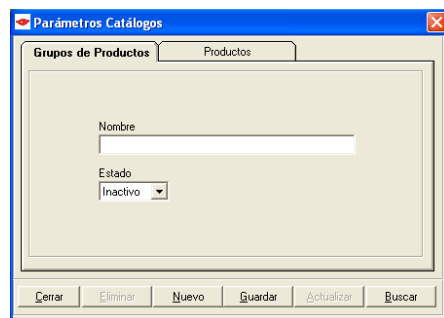 Parámetros Catálogos
Grupos de Productos Productos
Nombre
Estado
Inactivo
Cerrar Eliminar Nuevo Guardar Actualizar Buscar